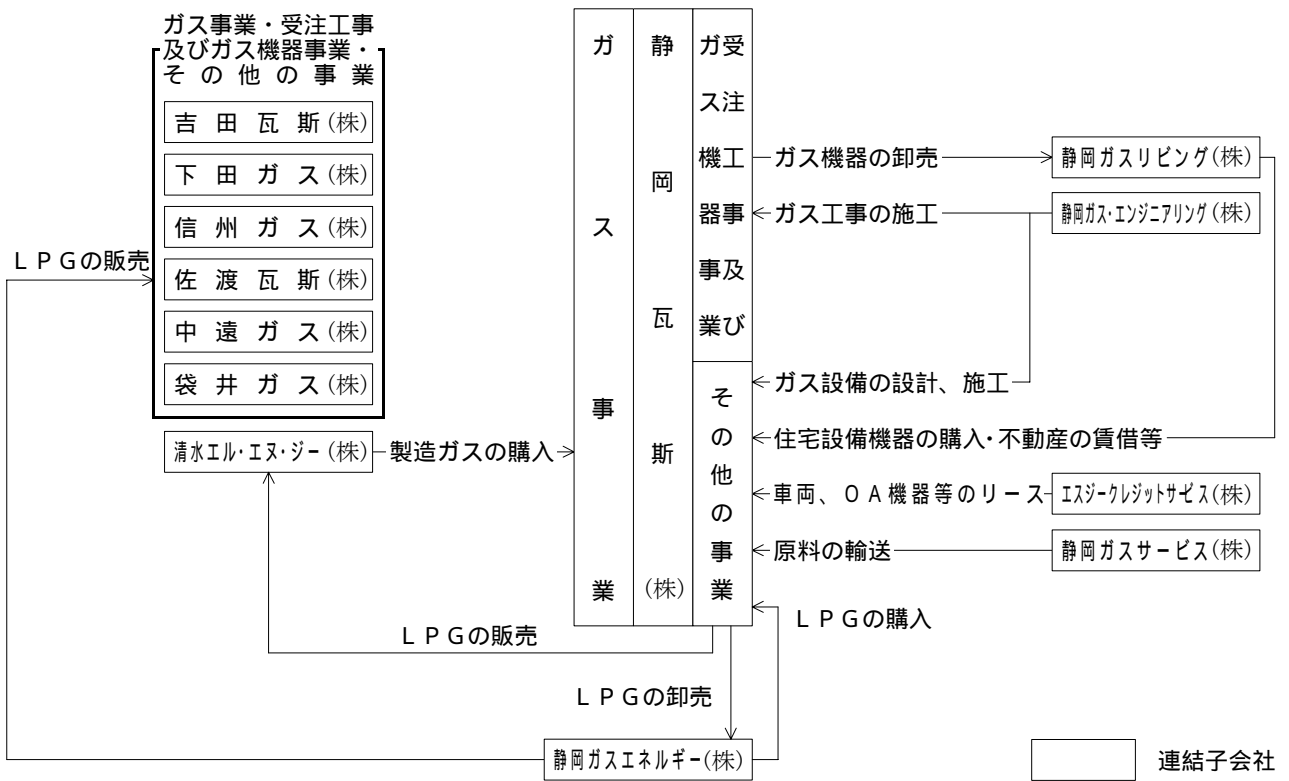 ガス事業・受注工事
及びガス機器事業・
その他の事業
吉田瓦斯(株)
下田ガス(株)
信州ガス(株)
佐渡瓦斯(株)
中遠ガス(株)
袋井ガス(株)
LPGの販売
清水エル・エヌ・ジー(株)
製造ガスの購入
ガス事業
静岡瓦斯(株)
受注工事及び
ガス機器事業
その他の事業
ガス機器の卸売
静岡ガスリビング(株)
ガス工事の施工
静岡ガス・エンジニアリング(株)
ガス設備の設計、施工
住宅設備機器の購入・不動産の賃借等
車両、OA機器等のリース
エスジークレジットサービス(株)
原料の輸送
静岡ガスサービス(株)
LPGの購入
LPGの販売
LPGの卸売
静岡ガスエネルギー(株)
連結子会社